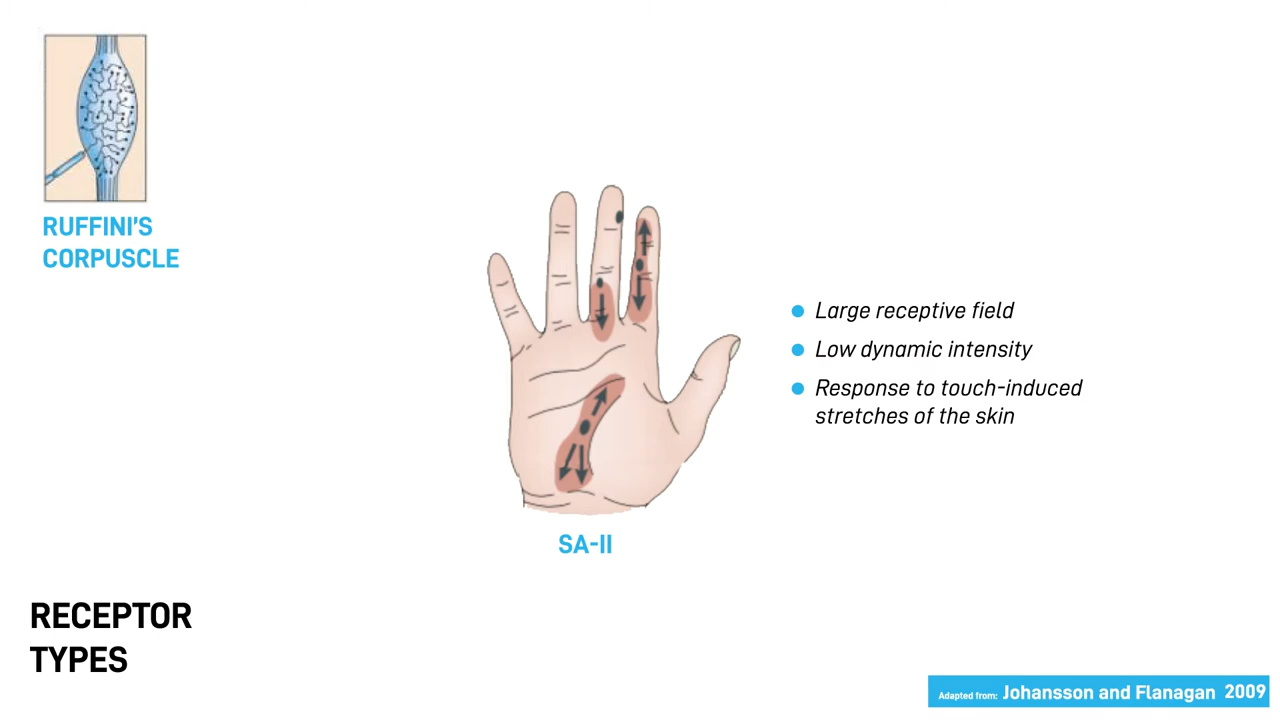 RUFFINI'S
CORPUSCLE
Large receptive field
Low dynamic intensity
Response to touch-induced
stretches of the skin
SA-II
RECEPTOR
TYPES
Adapted from: Johansson and Flanagan 2009